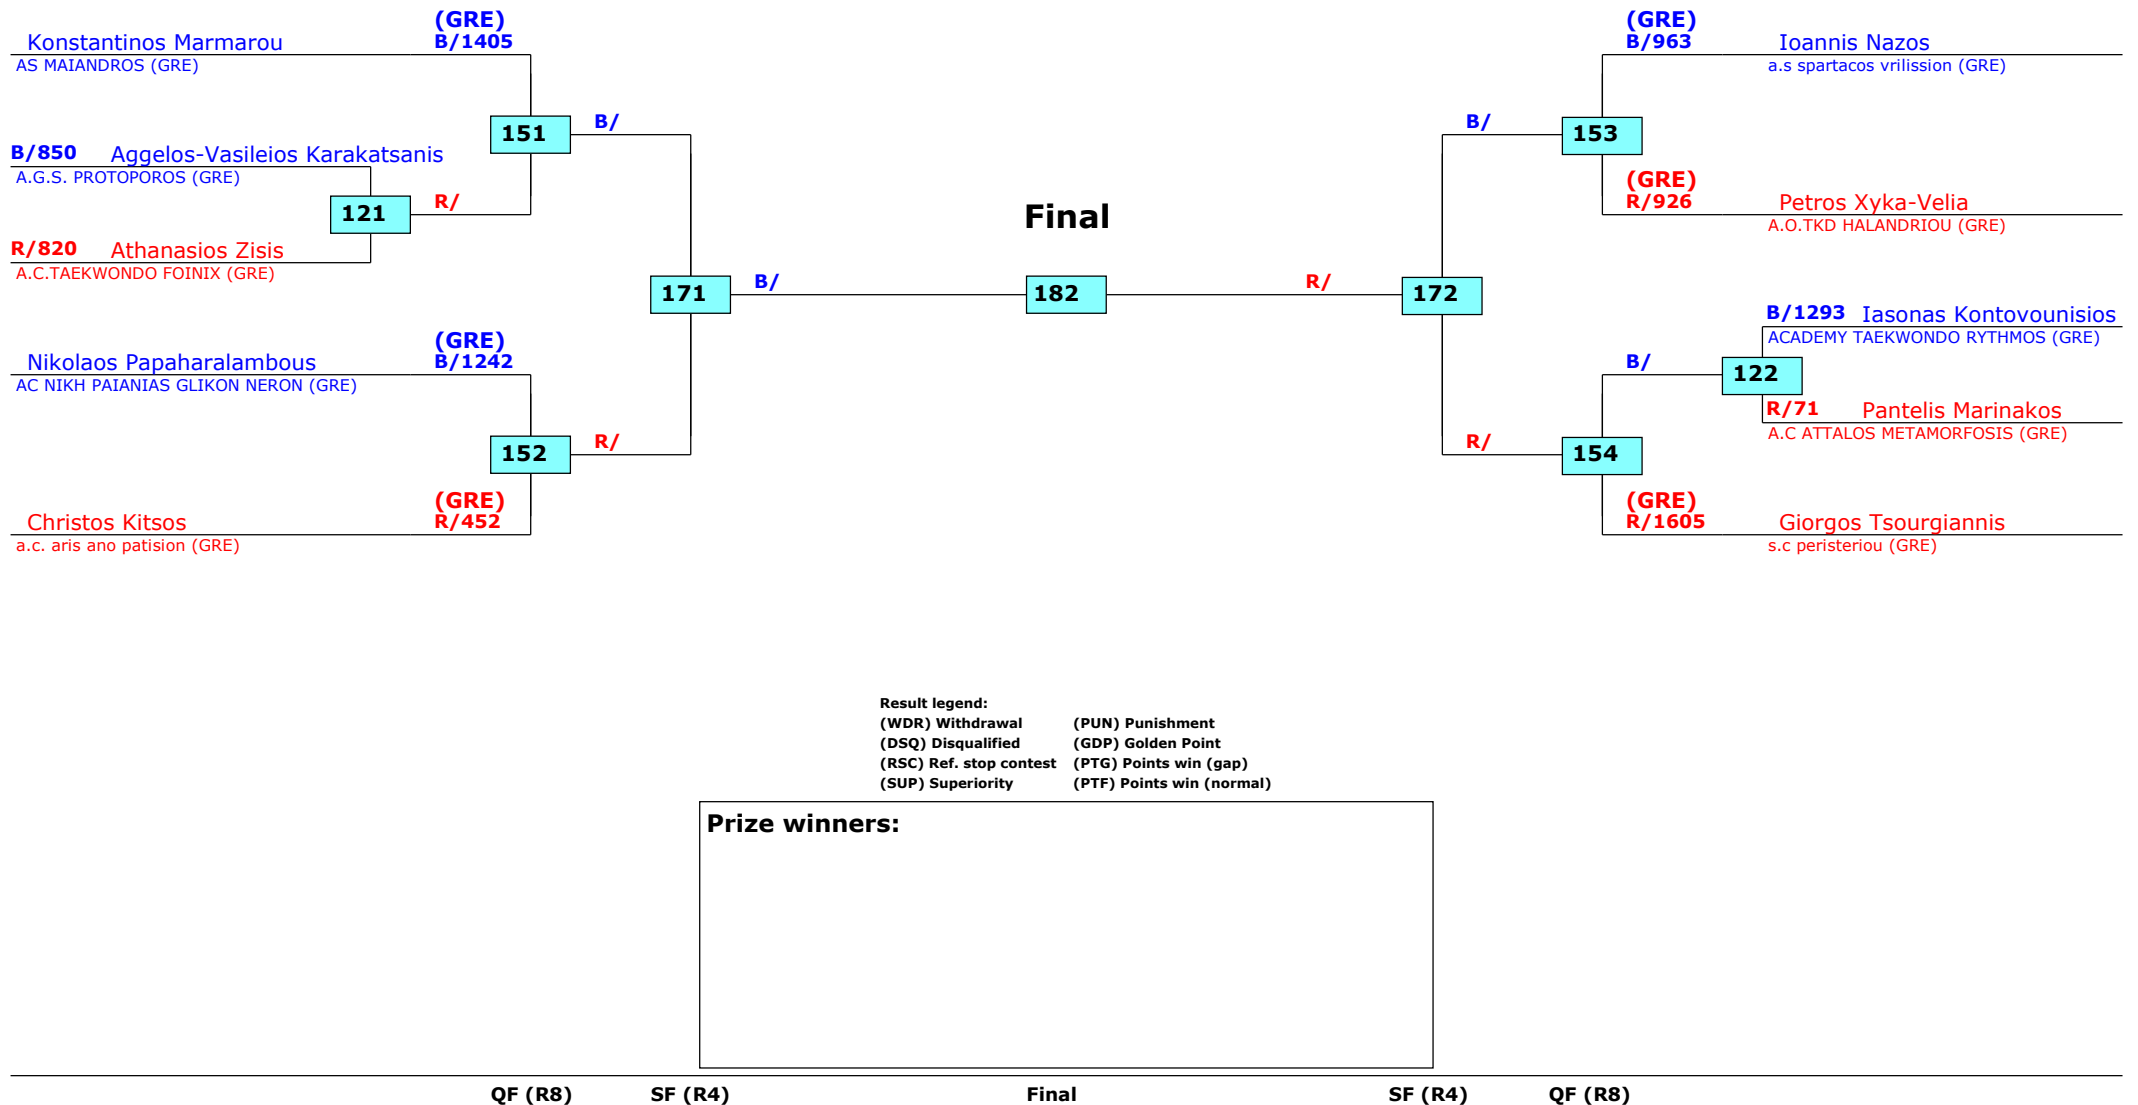 (GRE)
Konstantinos Marmarou B/1405
AS MAIANDROS (GRE)
151
B/
B/850 Aggelos-Vasileios Karakatsanis
A.G.S. PROTOPOROS (GRE)
121
R/
R/820 Athanasios Zisis
A.C.TAEKWONDO FOINIX (GRE)
171
B/
(GRE)
Nikolaos Papaharalambous B/1242
AC NIKH PAIANIAS GLIKON NERON (GRE)
152
R/
(GRE)
Christos Kitsos R/452
a.c. aris ano patision (GRE)
Final
182
(GRE)
B/963 Ioannis Nazos
a.s spartacos vrilission (GRE)
B/
153
(GRE)
R/926 Petros Xyka-Velia
A.O.TKD HALANDRIOU (GRE)
R/
172
B/1293 Iasonas Kontovounisios
ACADEMY TAEKWONDO RYTHMOS (GRE)
B/
122
R/71 Pantelis Marinakos
A.C ATTALOS METAMORFOSIS (GRE)
R/
154
(GRE)
R/1605 Giorgos Tsourgiannis
s.c peristeriou (GRE)
Result legend:
(WDR) Withdrawal (PUN) Punishment
(DSQ) Disqualified (GDP) Golden Point
(RSC) Ref. stop contest (PTG) Points win (gap)
(SUP) Superiority (PTF) Points win (normal)
Prize winners:
QF (R8) SF (R4) Final SF (R4) QF (R8)